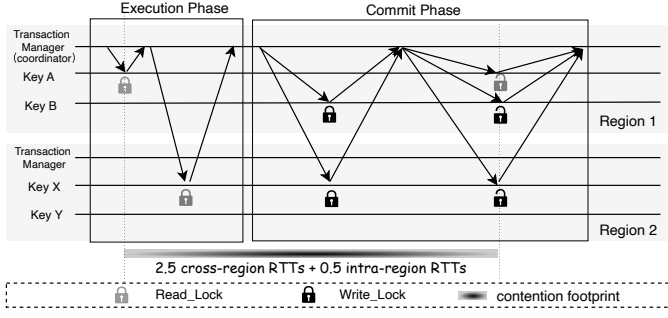 Execution Phase
Commit Phase
Transaction
Manager
(coordinator)
Key A
Key B
Region 1
Transaction
Manager
Key X
Key Y
Region 2
2.5 cross-region RTTs + 0.5 intra-region RTTs
Read_Lock
Write_Lock
contention footprint